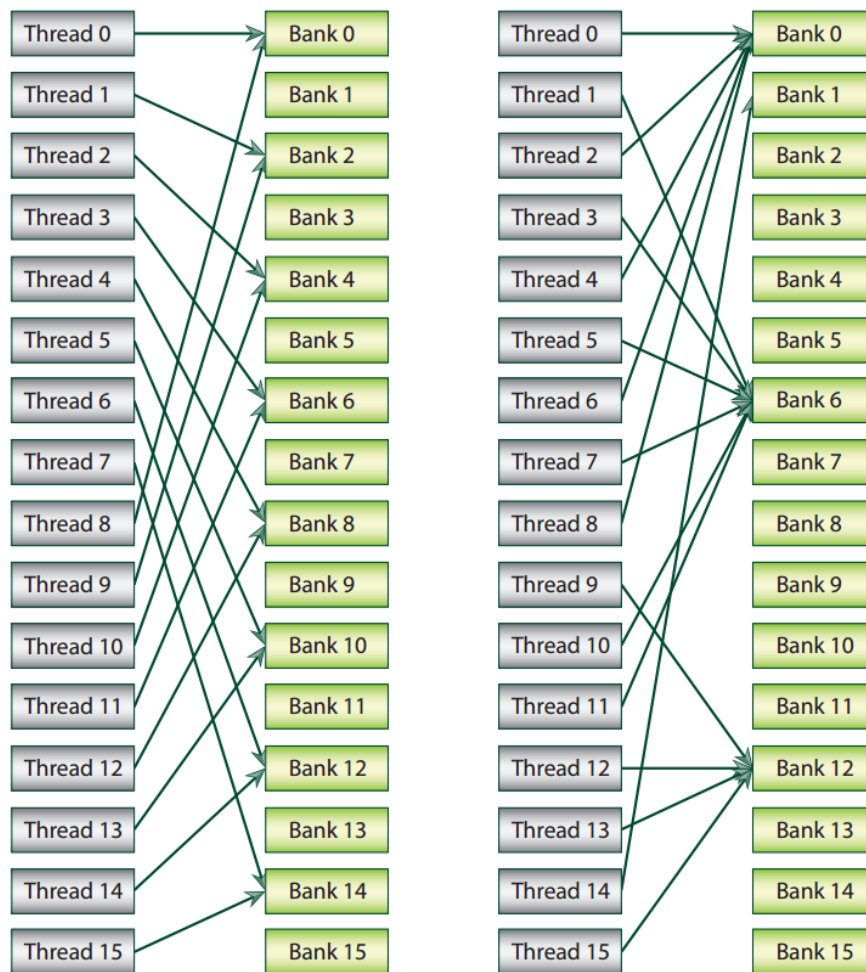 Thread 0 Bank 0 Thread 0 Bank 0
Thread 1 Bank 1 Thread 1 Bank 1
Thread 2 Bank 2 Thread 2 Bank 2
Thread 3 Bank 3 Thread 3 Bank 3
Thread 4 Bank 4 Thread 4 Bank 4
Thread 5 Bank 5 Thread 5 Bank 5
Thread 6 Bank 6 Thread 6 Bank 6
Thread 7 Bank 7 Thread 7 Bank 7
Thread 8 Bank 8 Thread 8 Bank 8
Thread 9 Bank 9 Thread 9 Bank 9
Thread 10 Bank 10 Thread 10 Bank 10
Thread 11 Bank 11 Thread 11 Bank 11
Thread 12 Bank 12 Thread 12 Bank 12
Thread 13 Bank 13 Thread 13 Bank 13
Thread 14 Bank 14 Thread 14 Bank 14
Thread 15 Bank 15 Thread 15 Bank 15